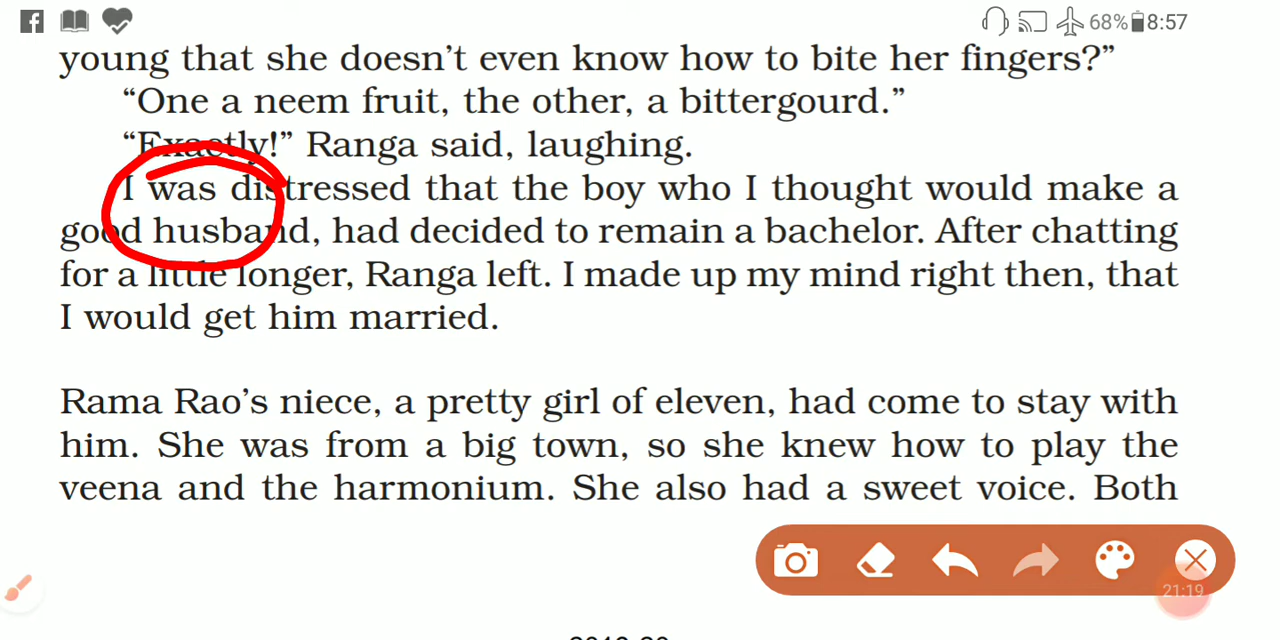 68% 8:57
young that she doesn’t even know how to bite her fingers?”
“One a neem fruit, the other, a bittergourd.”
“Exactly!” Ranga said, laughing.
I was distressed that the boy who I thought would make a
good husband, had decided to remain a bachelor. After chatting
for a little longer, Ranga left. I made up my mind right then, that
I would get him married.
Rama Rao’s niece, a pretty girl of eleven, had come to stay with
him. She was from a big town, so she knew how to play the
veena and the harmonium. She also had a sweet voice. Both
21:19